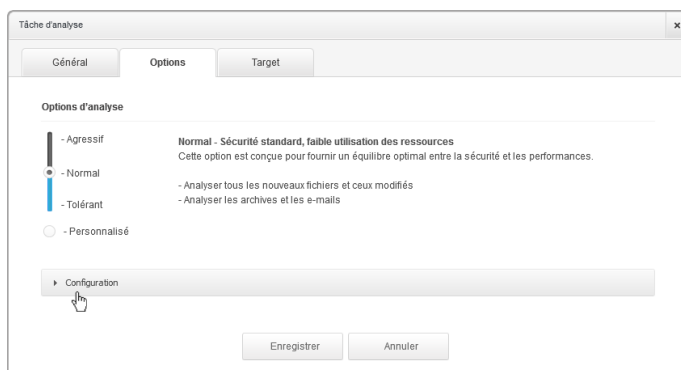 Tâche d'analyse
×
Général
Options
Target
Options d'analyse
- Agressif
- Normal
- Tolérant
- Personnalisé
Normal - Sécurité standard, faible utilisation des ressources
Cette option est conçue pour fournir un équilibre optimal entre la sécurité et les performances.
- Analyser tous les nouveaux fichiers et ceux modifiés
- Analyser les archives et les e-mails
Configuration
Enregistrer
Annuler